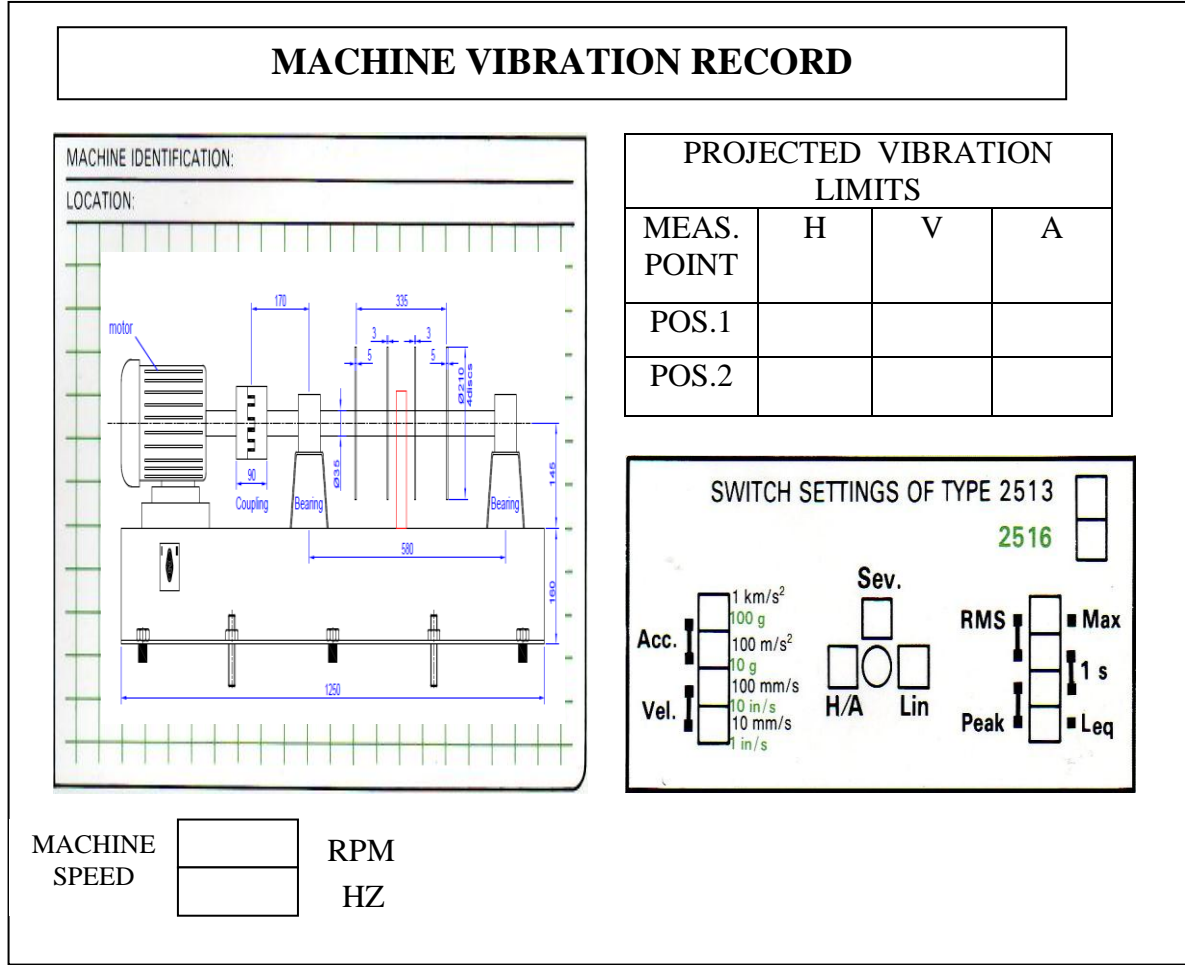 MACHINE VIBRATION RECORD
MACHINE IDENTIFICATION:
LOCATION:
170
335
motor
3
3
5
5
Ø210
4discs
90
Coupling
Ø35
Bearing
Bearing
145
580
160
1250
PROJECTED VIBRATION
LIMITS
MEAS.
POINT
H
V
A
POS.1
POS.2
SWITCH SETTINGS OF TYPE 2513
2516
Sev.
1 km/s²
100 g
Acc.
100 m/s²
10 g
100 mm/s
10 in/s
Vel.
10 mm/s
1 in/s
H/A
Lin
RMS
Max
1 s
Peak
Leq
MACHINE
SPEED
RPM
HZ